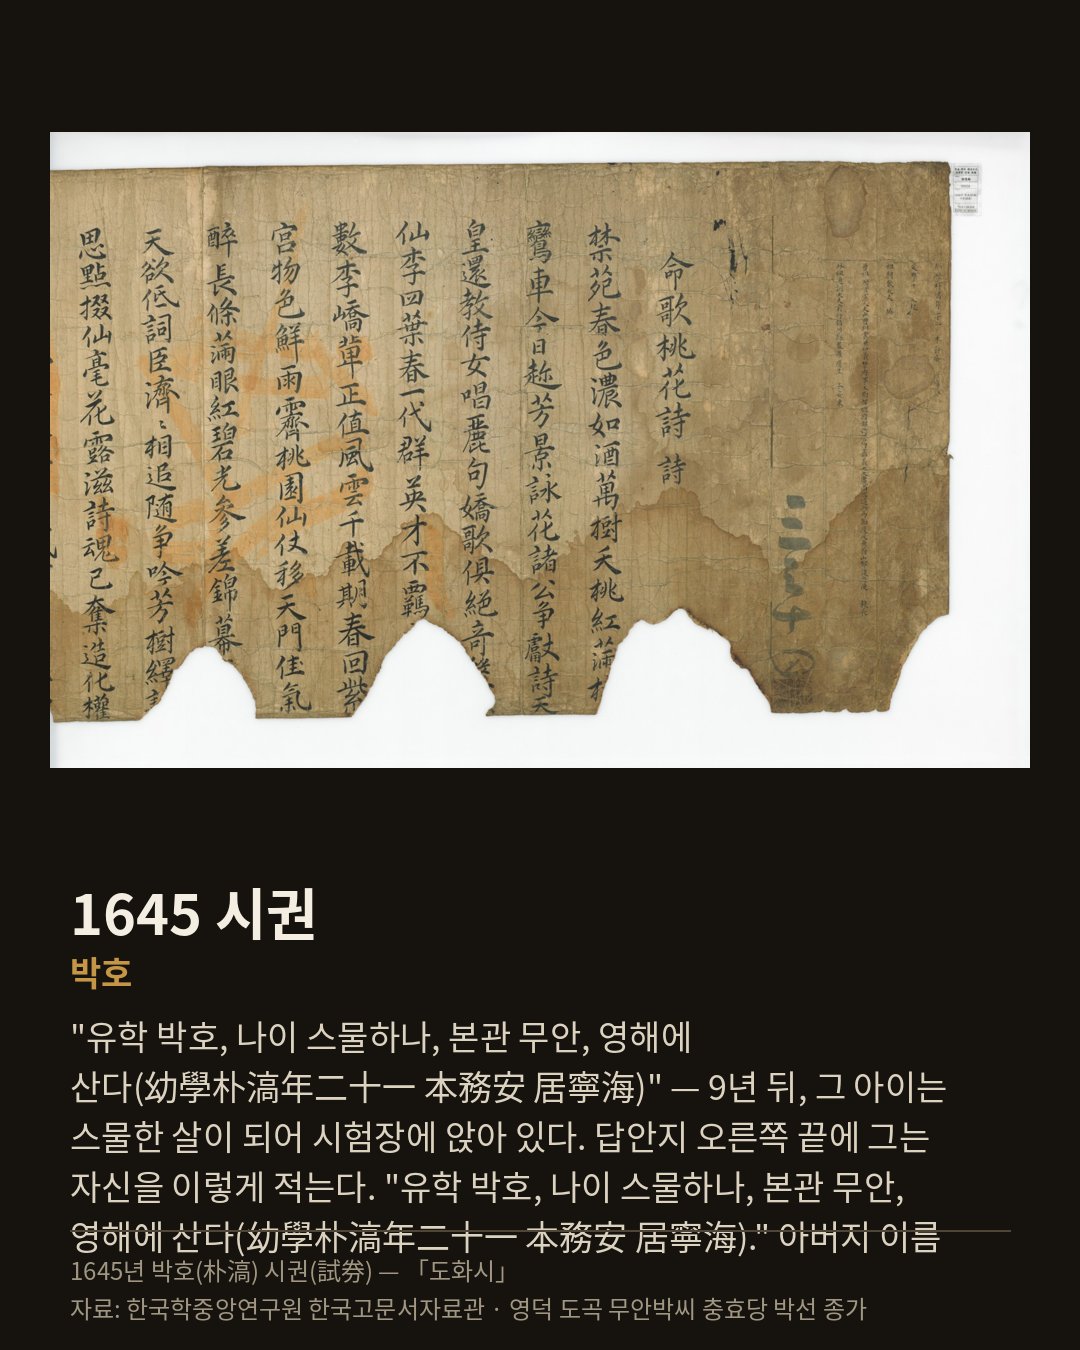 命歌桃花詩 詩
禁苑春色濃如酒萬樹夭桃紅滿
鸞車今日趂芳景詠花諸公争獻詩天
皇還教侍女唱麗句嬌歌俱絕奇
仙李四葉春一代群英才不羈
數李嶠軰正值風雲千載期春回紫
宮物色鮮雨霽桃園仙仗移天門佳氣
醉長條滿眼紅碧光參差錦幕
天欲低詞臣濟〻相追随争吟芳樹繹
思點掇仙毫花露滋詩魂已奪造化權
1645 시권
박호
"유학 박호, 나이 스물하나, 본관 무안, 영해에
산다(幼學朴滈年二十一 本務安 居寧海)" — 9년 뒤, 그 아이는
스물한 살이 되어 시험장에 앉아 있다. 답안지 오른쪽 끝에 그는
자신을 이렇게 적는다. "유학 박호, 나이 스물하나, 본관 무안,
영해에 산다(幼學朴滈年二十一 本務安 居寧海)." 아버지 이름
1645년 박호(朴滈) 시권(試券) — 「도화시」
자료: 한국학중앙연구원 한국고문서자료관 · 영덕 도곡 무안박씨 충효당 박선 종가